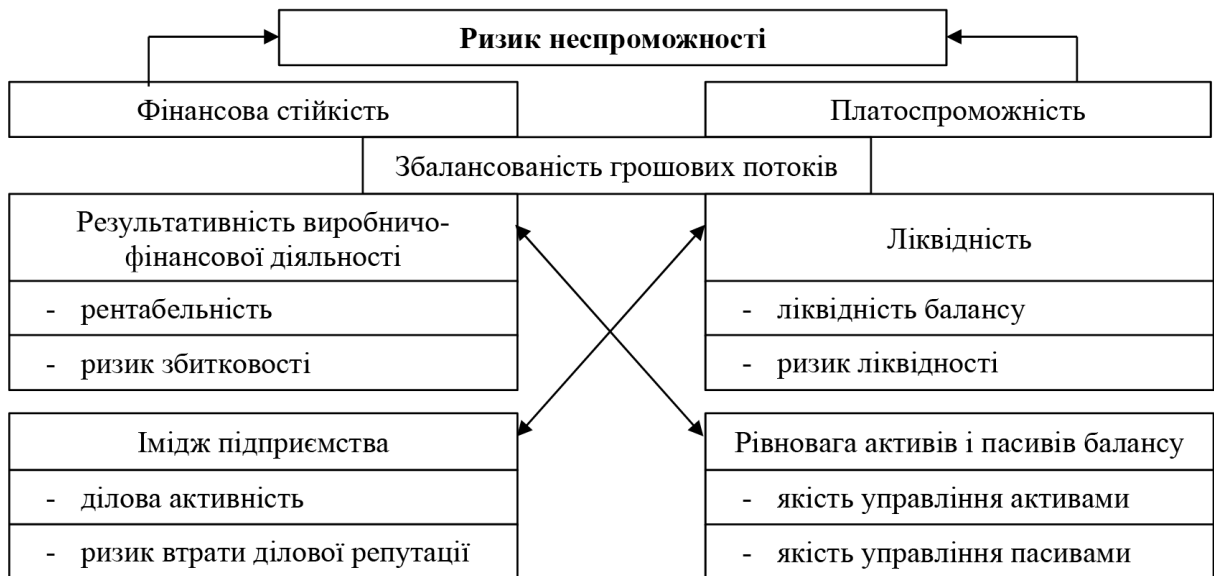 Ризик неспроможності
Фінансова стійкість
Платоспроможність
Збалансованість грошових потоків
Результативність виробничо-
фінансової діяльності
- рентабельність
- ризик збитковості
Ліквідність
- ліквідність балансу
- ризик ліквідності
Імідж підприємства
- ділова активність
- ризик втрати ділової репутації
Рівновага активів і пасивів балансу
- якість управління активами
- якість управління пасивами